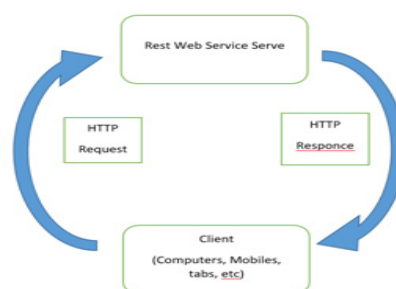 Rest Web Service Serve
HTTP
Request
HTTP
Responce
Client
(Computers, Mobiles,
tabs, etc)